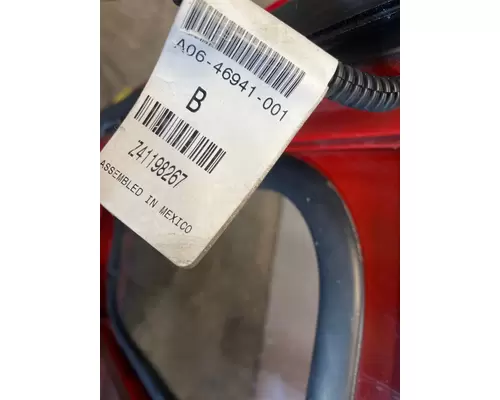 A06-46941-001
B
Z41198267
ASSEMBLED IN MEXICO